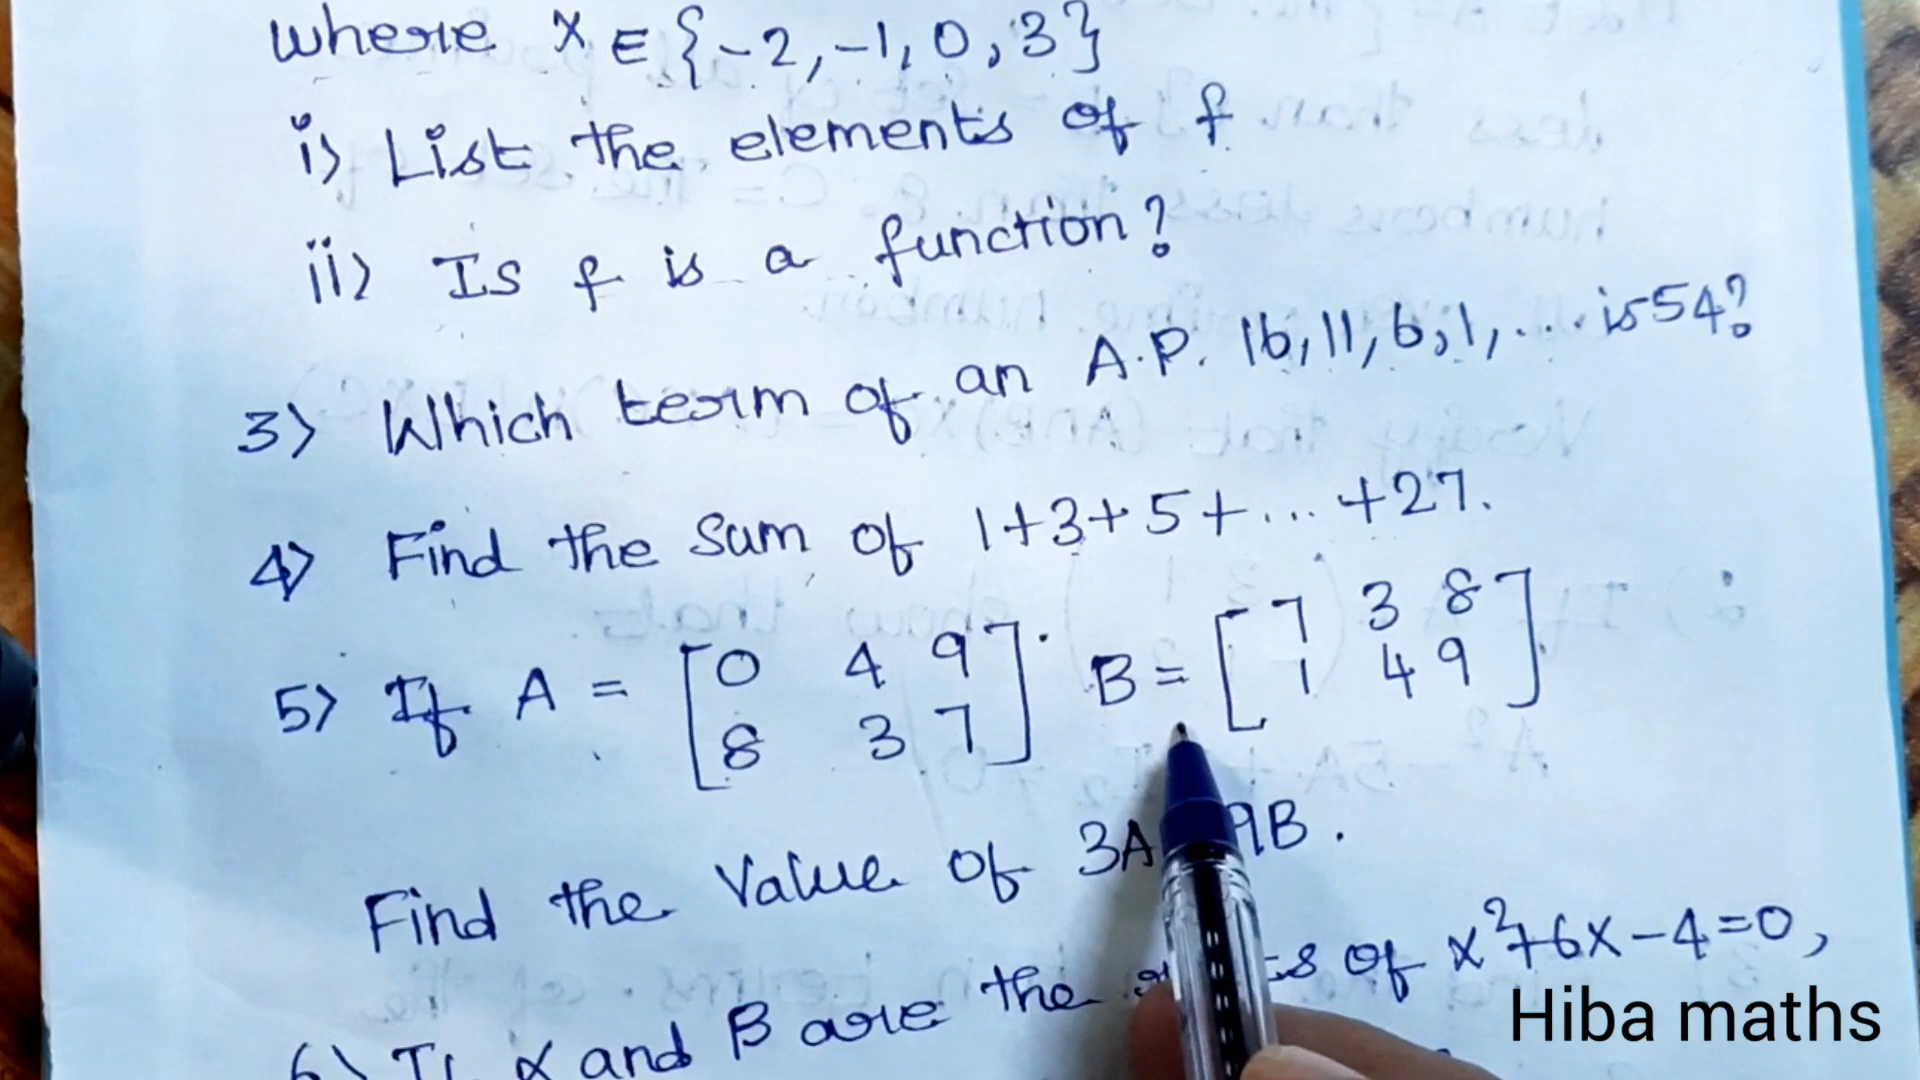 where x ∈ {-2, -1, 0, 3}
i) List the elements of f
ii) Is f is a function?
3) Which term of an A.P. 16, 11, 6, 1, ... is 54?
4) Find the Sum of 1+3+5+... +27.
5) If A = [0 4 9 B = [7 3 8
8 3 7] 1 4 9]
Find the Value of 3A 9B.
α and β are the of x²+6x-4=0,
Hiba maths